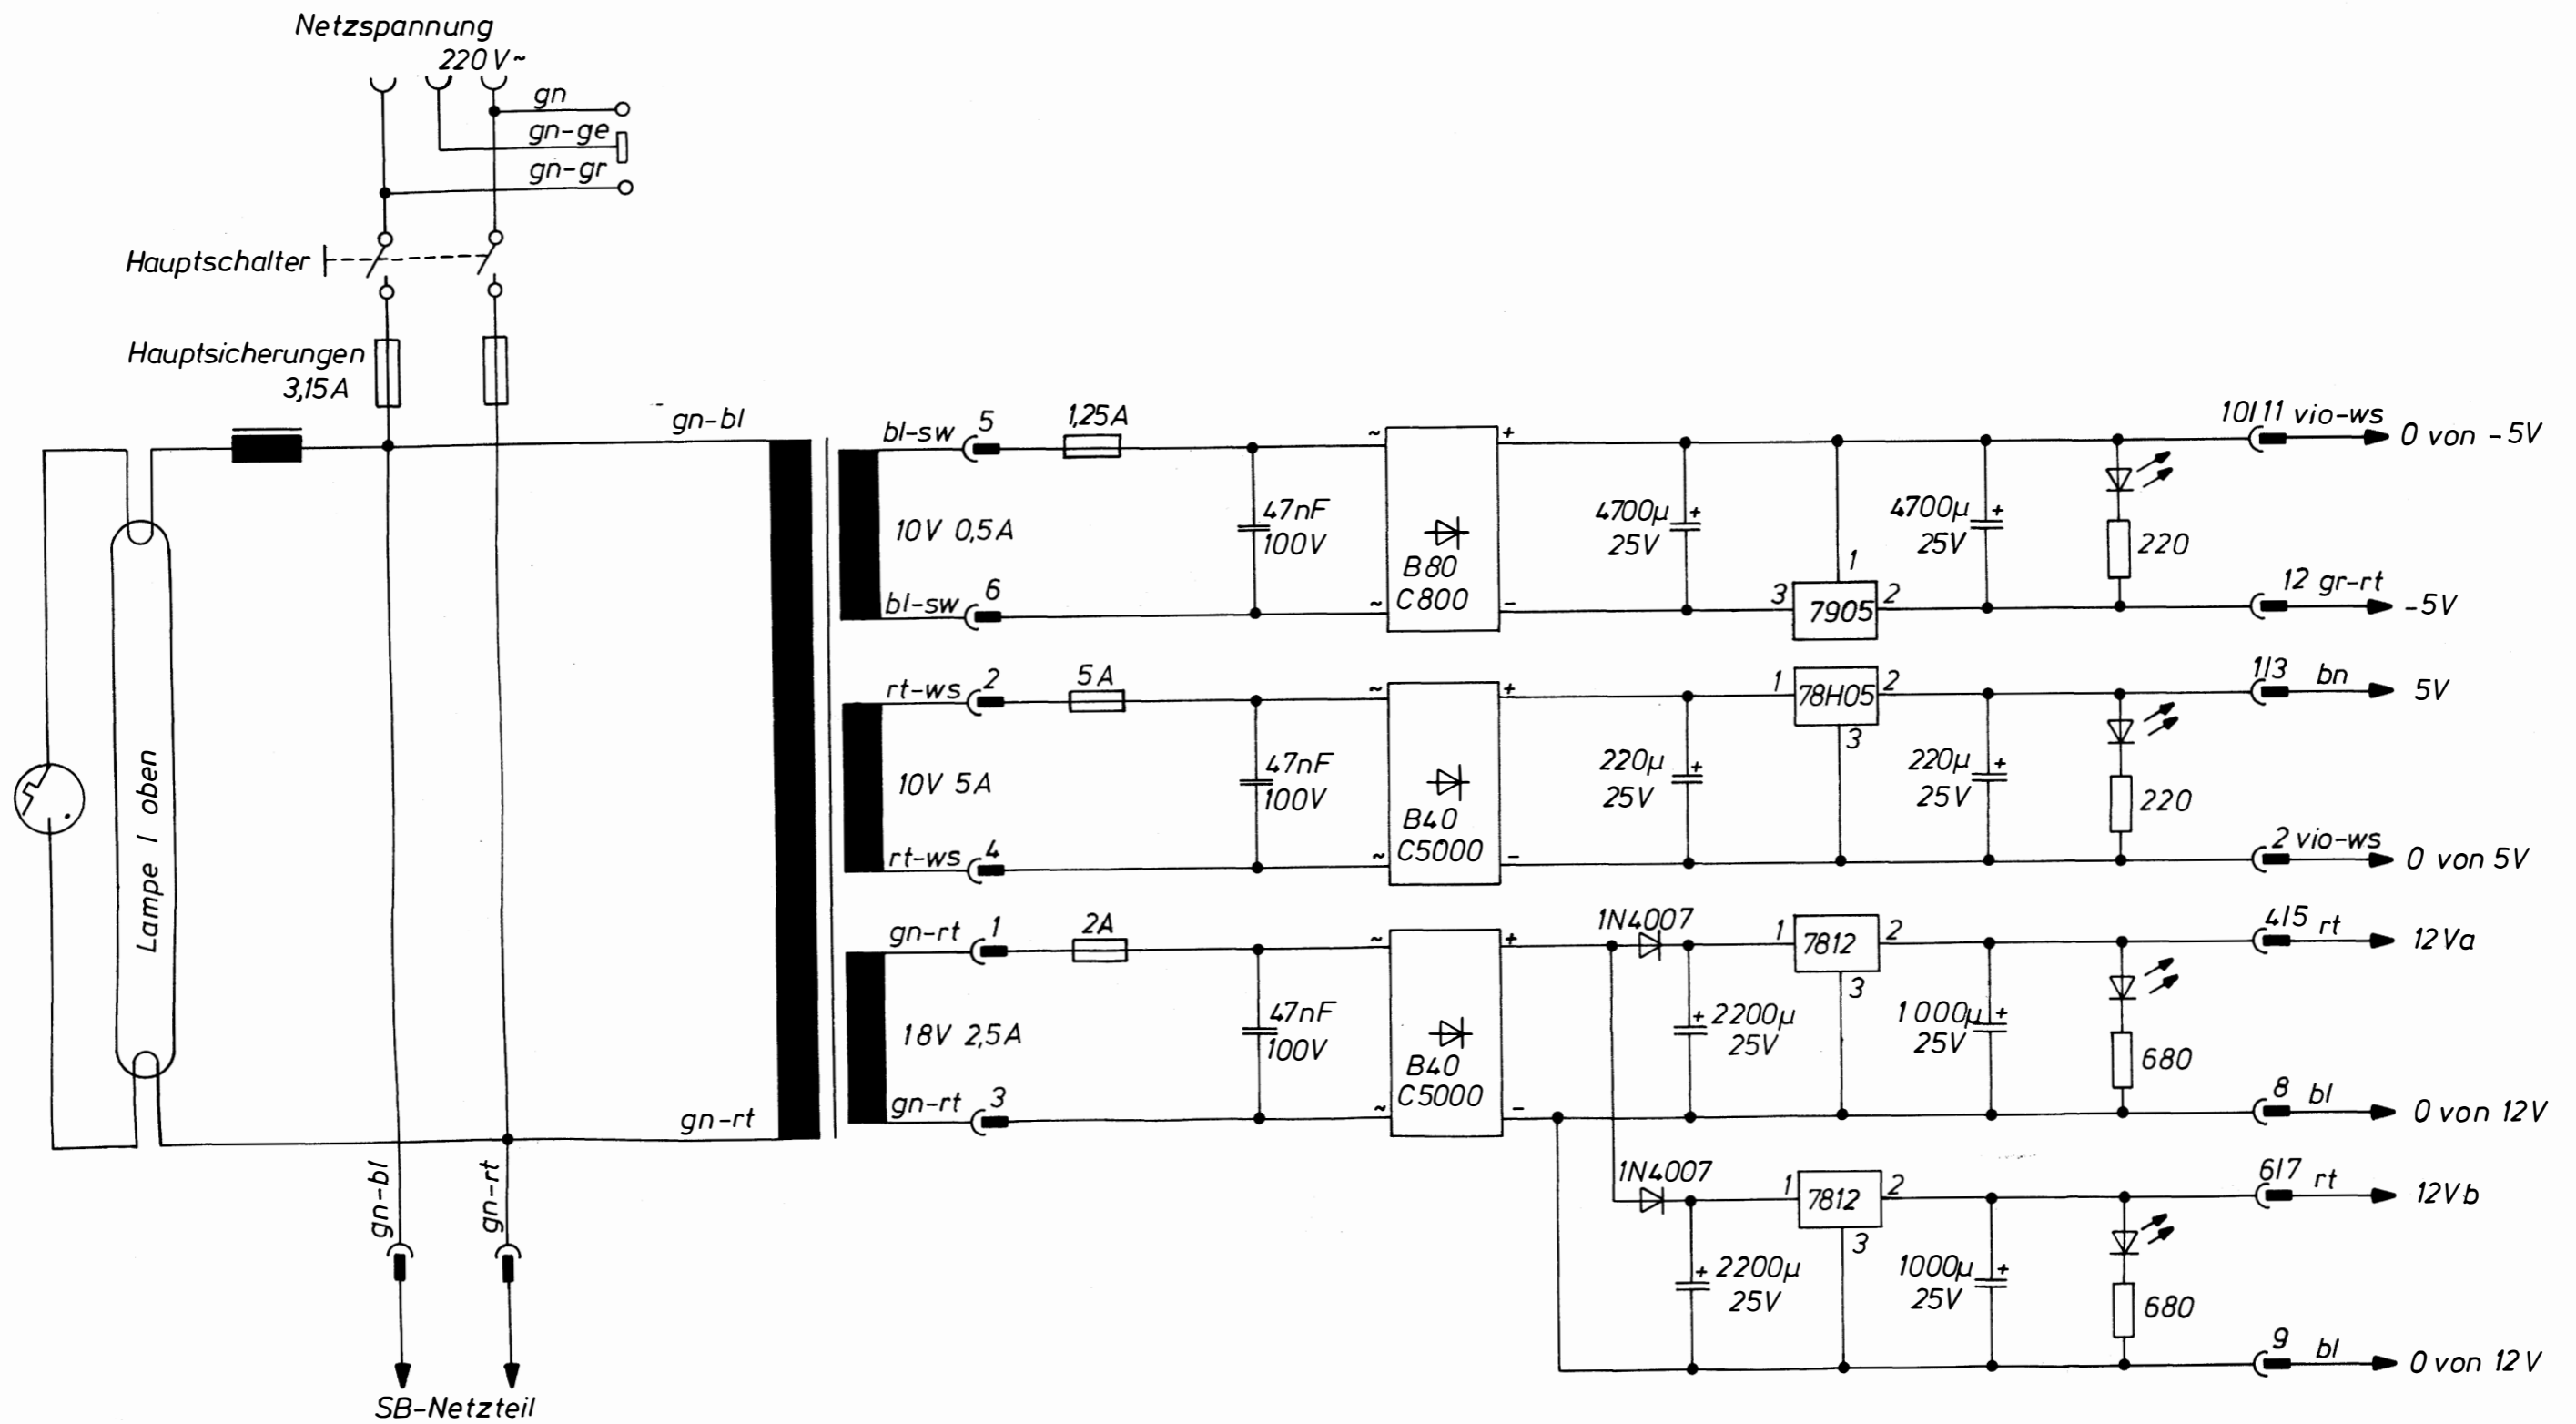 Netzspannung
220 V~
gn
gn-ge
gn-gr
Hauptschalter
Hauptsicherungen
3,15 A
gn-bl
Lampe I oben
gn-rt
gn-bl
gn-rt
SB-Netzteil
bl-sw 5 1,25A
10V 0,5A
bl-sw 6
47nF
100V
~ +
B80
C800
~ -
4700µ +
25V
1
3 7905 2
4700µ +
25V
220
10/11 vio-ws 0 von -5V
12 gr-rt -5V
rt-ws 2 5A
10V 5A
rt-ws 4
47nF
100V
~ +
B40
C5000
~ -
220µ +
25V
1 78H05 2
3
220µ +
25V
220
1/3 bn 5V
2 vio-ws 0 von 5V
gn-rt 1 2A
18V 2,5A
gn-rt 3
47nF
100V
~ +
B40
C5000
~ -
1N4007
+ 2200µ
25V
1 7812 2
3
1000µ +
25V
680
4/5 rt 12Va
8 bl 0 von 12V
1N4007
+ 2200µ
25V
1 7812 2
3
1000µ +
25V
680
6/7 rt 12Vb
9 bl 0 von 12V